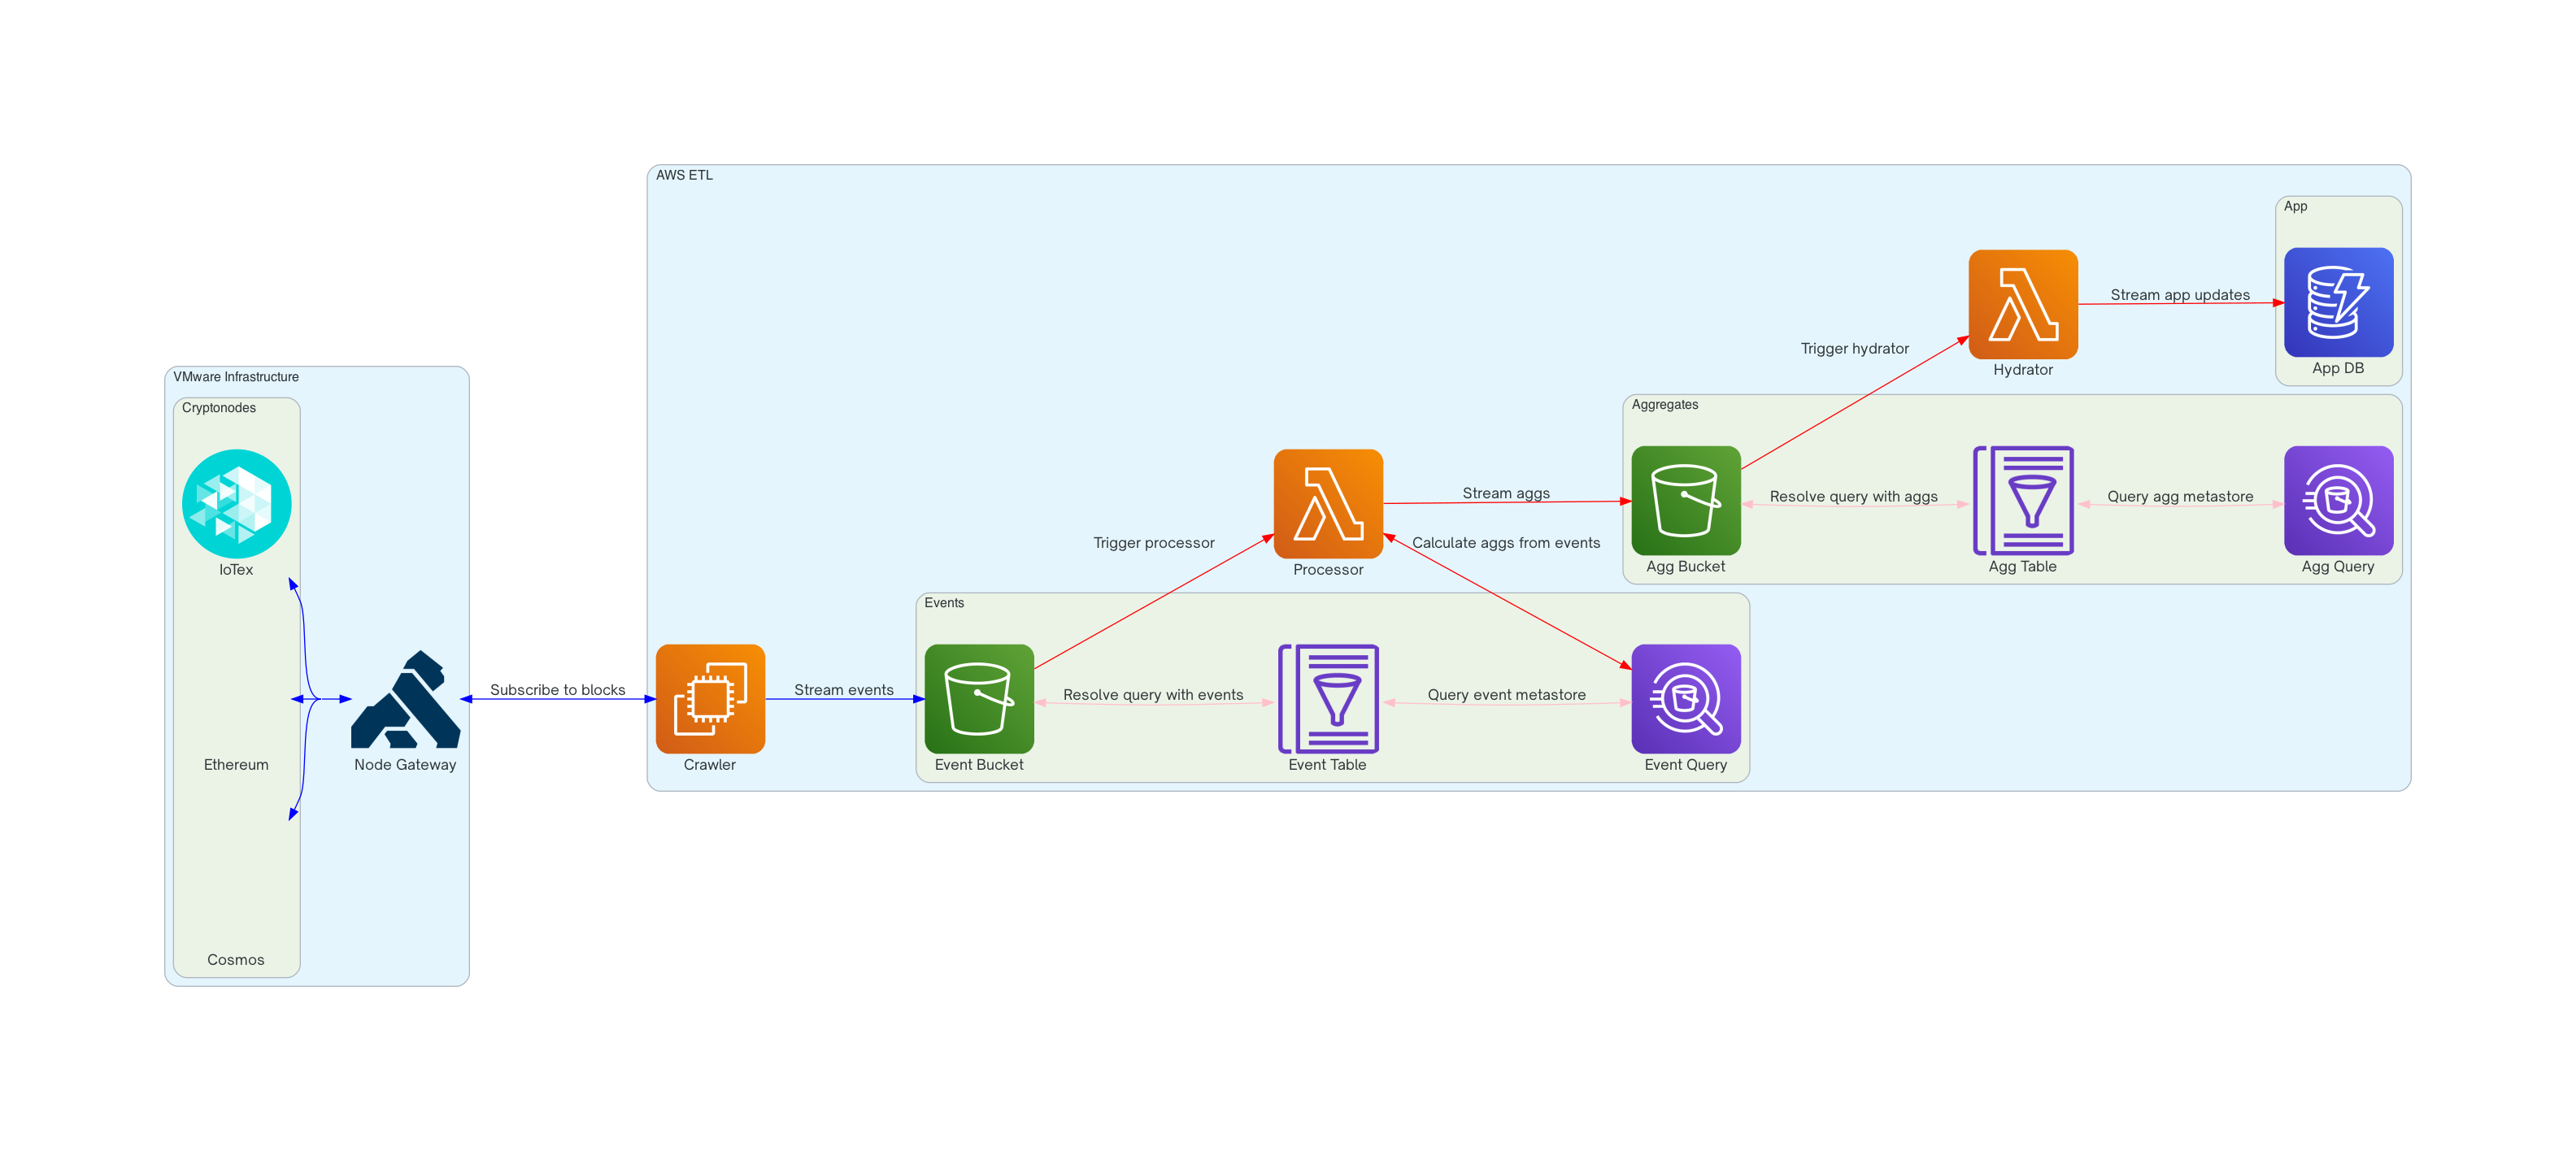 VMware Infrastructure
Cryptonodes
IoTex
Ethereum
Cosmos
Node Gateway
Subscribe to blocks
AWS ETL
Crawler
Stream events
Events
Event Bucket
Resolve query with events
Event Table
Query event metastore
Event Query
Trigger processor
Processor
Calculate aggs from events
Stream aggs
Aggregates
Agg Bucket
Resolve query with aggs
Agg Table
Query agg metastore
Agg Query
Trigger hydrator
Hydrator
Stream app updates
App
App DB